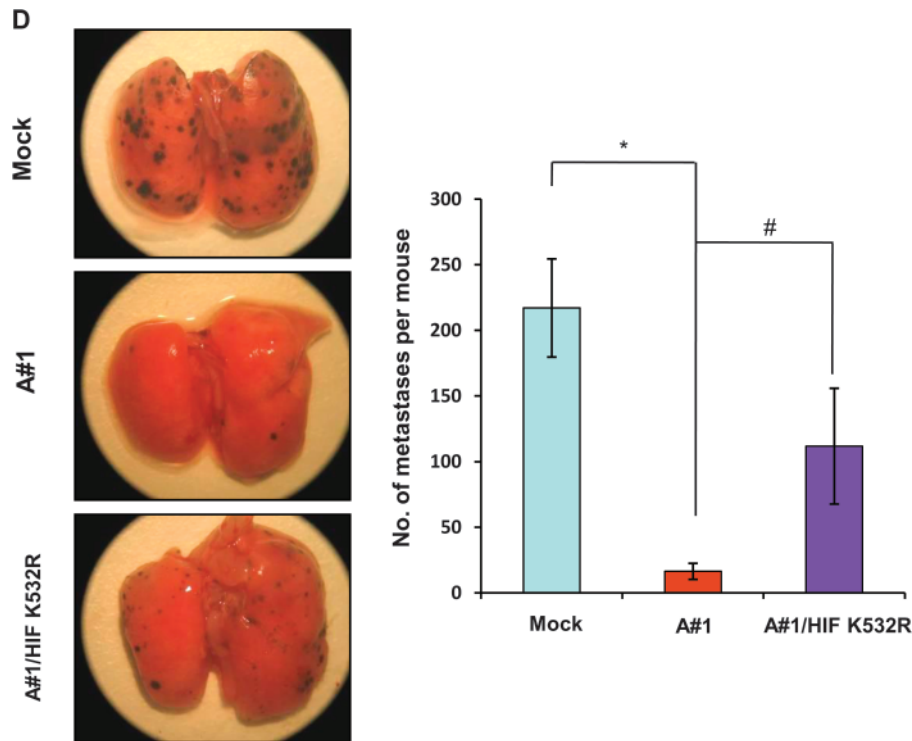 D
Mock
A#1
A#1/HIF K532R
No. of metastases per mouse
300
250
200
150
100
50
0
*
#
Mock
A#1
A#1/HIF K532R